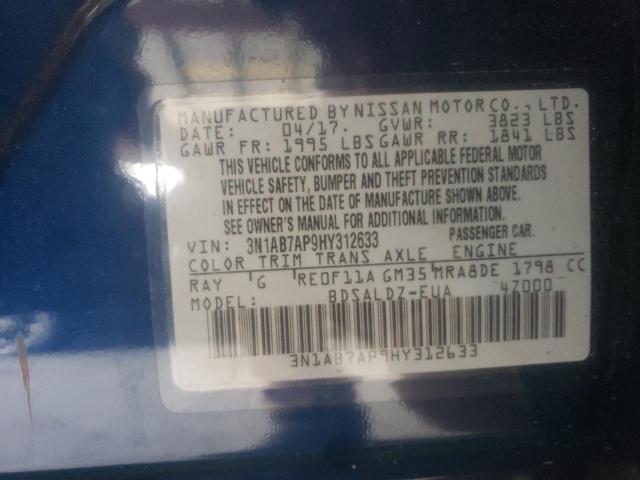 MANUFACTURED BY NISSAN MOTOR CO., LTD.
DATE: 04/17. GVWR: 3823 LBS
GAWR FR: 1995 LBS GAWR RR: 1841 LBS
THIS VEHICLE CONFORMS TO ALL APPLICABLE FEDERAL MOTOR
VEHICLE SAFETY, BUMPER AND THEFT PREVENTION STANDARDS
IN EFFECT ON THE DATE OF MANUFACTURE SHOWN ABOVE.
SEE OWNER'S MANUAL FOR ADDITIONAL INFORMATION.
VIN: 3N1AB7AP9HY312633 PASSENGER CAR.
COLOR TRIM TRANS AXLE ENGINE
RAY G RE0F11A GM35 MRA8DE 1798 CC
MODEL: BDSALDZ-EUA 47000
3N1AB7AP9HY312633